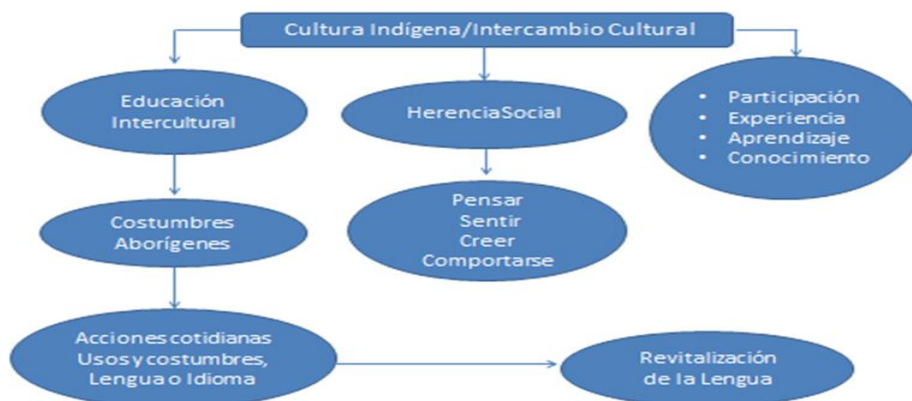 Cultura Indígena/Intercambio Cultural
Educación
Intercultural
HerenciaSocial
• Participación
• Experiencia
• Aprendizaje
• Conocimiento
Costumbres
Aborígenes
Pensar
Sentir
Creer
Comportarse
Acciones cotidianas
Usos y costumbres,
Lengua o Idioma
Revitalización
de la Lengua